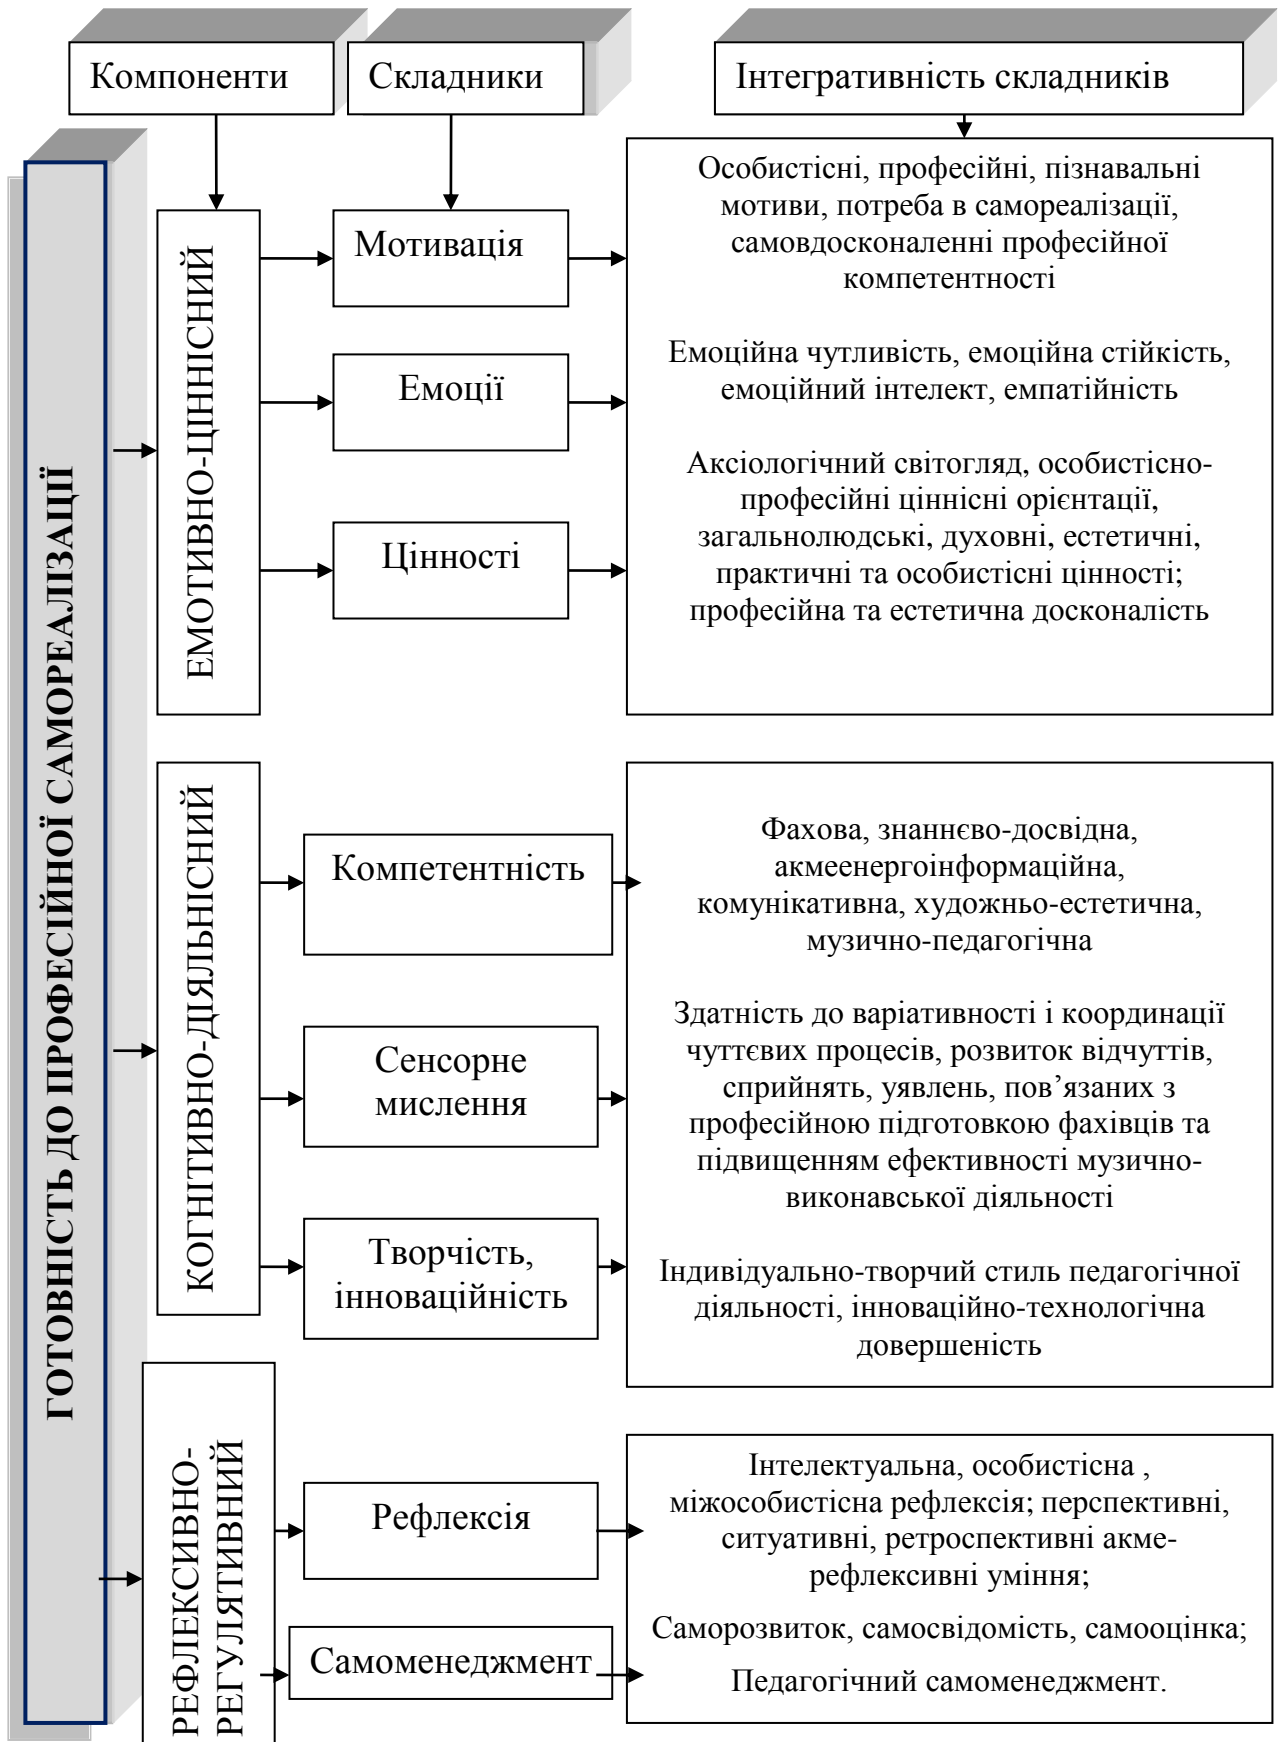 Компоненти
Складники
Інтегративність складників
ГОТОВНІСТЬ ДО ПРОФЕСІЙНОЇ САМОРЕАЛІЗАЦІЇ
ЕМОТИВНО-ЦІННІСНИЙ
Мотивація
Особистісні, професійні, пізнавальні
мотиви, потреба в самореалізації,
самовдосконаленні професійної
компетентності
Емоції
Емоційна чутливість, емоційна стійкість,
емоційний інтелект, емпатійність
Цінності
Аксіологічний світогляд, особистісно-
професійні ціннісні орієнтації,
загальнолюдські, духовні, естетичні,
практичні та особистісні цінності;
професійна та естетична досконалість
КОГНІТИВНО-ДІЯЛЬНІСНИЙ
Компетентність
Фахова, знаннєво-досвідна,
акмеенергоінформаційна,
комунікативна, художньо-естетична,
музично-педагогічна
Сенсорне
мислення
Здатність до варіативності і координації
чуттєвих процесів, розвиток відчуттів,
сприйнять, уявлень, пов’язаних з
професійною підготовкою фахівців та
підвищенням ефективності музично-
виконавської діяльності
Творчість,
інноваційність
Індивідуально-творчий стиль педагогічної
діяльності, інноваційно-технологічна
довершеність
РЕФЛЕКСИВНО-
РЕГУЛЯТИВНИЙ
Рефлексія
Інтелектуальна, особистісна ,
міжособистісна рефлексія; перспективні,
ситуативні, ретроспективні акме-
рефлексивні уміння;
Самоменеджмент
Саморозвиток, самосвідомість, самооцінка;
Педагогічний самоменеджмент.